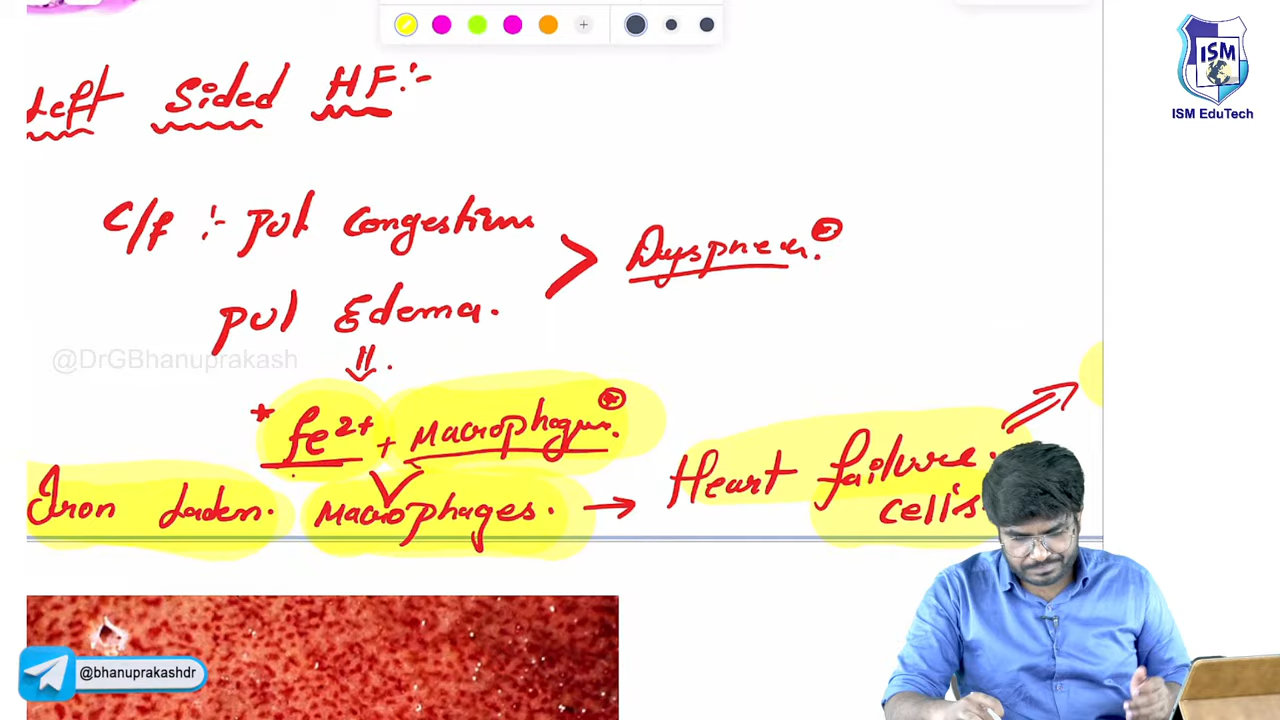 ISM
ISM EduTech
Left Sided HF:-
C/f :- pul Congestion
Dyspnea.
pul Edema.
@DrGBhanuprakash
* fe2+ + Macrophages.
Heart failure.
Iron laden. Macrophages. → cells
@bhanuprakashdr